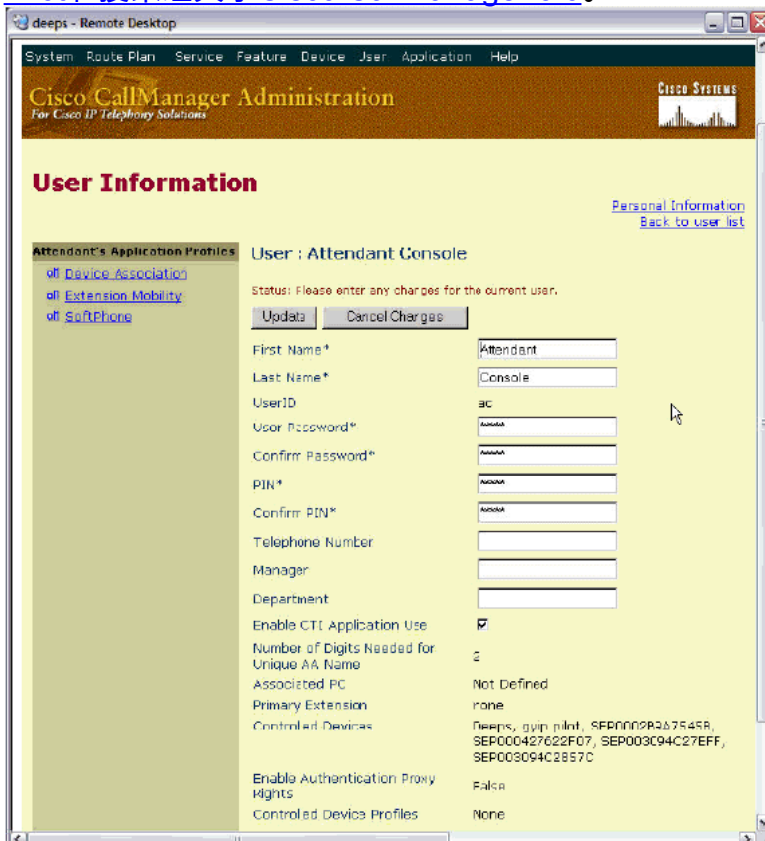 deeps - Remote Desktop
System Route Plan Service Feature Device User Application Help
Cisco CallManager Administration
For Cisco IP Telephony Solutions
CISCO SYSTEMS
User Information
Personal Information
Back to user list
Attendant's Application Profiles
Device Association
Extension Mobility
SoftPhone
User : Attendant Console
Status: Please enter any changes for the current user.
Update Cancel Changes
First Name* Attendant
Last Name* Console
UserID ac
User Password* *****
Confirm Password* *****
PIN* *****
Confirm PIN* *****
Telephone Number
Manager
Department
Enable CTI Application Use
Number of Digits Needed for
Unique AA Name
2
Associated PC Not Defined
Primary Extension none
Controlled Devices Deeps, gyip pilot, SEP0002B9A7545B,
SEP000427622F07, SEP003094C27EFF,
SEP003094C2857C
Enable Authentication Proxy
Rights
False
Controlled Device Profiles None